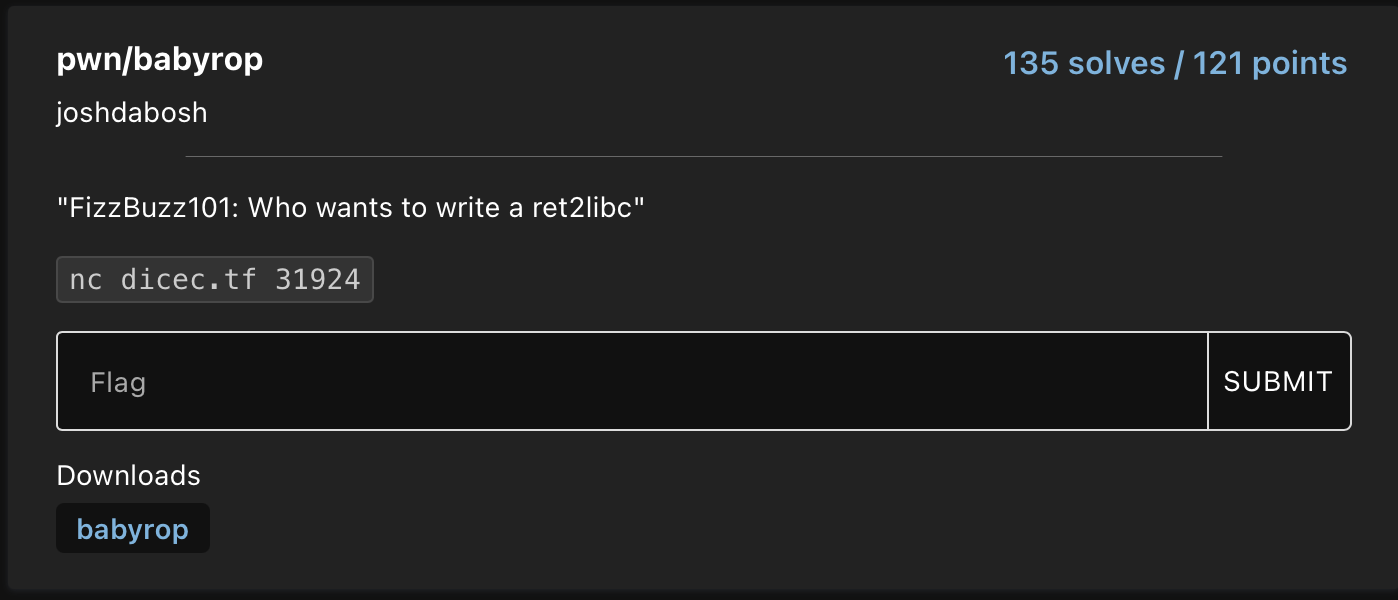 pwn/babyrop
135 solves / 121 points
joshdabosh
"FizzBuzz101: Who wants to write a ret2libc"
nc dicec.tf 31924
Flag
SUBMIT
Downloads
babyrop